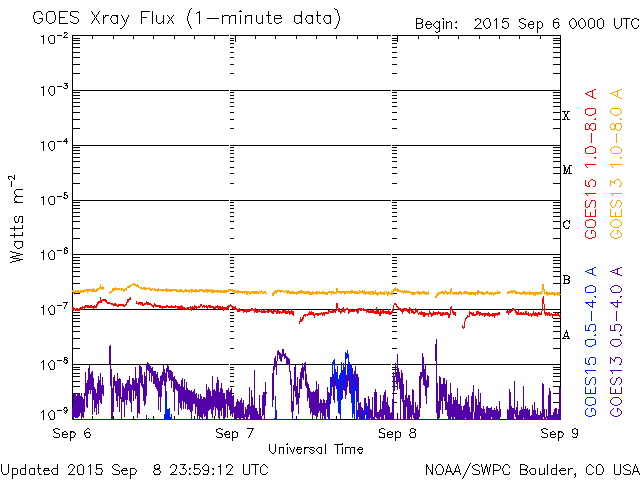 GOES Xray Flux (1-minute data)
Begin: 2015 Sep 6 0000 UTC
10⁻²
10⁻³
10⁻⁴
10⁻⁵
10⁻⁶
10⁻⁷
10⁻⁸
10⁻⁹
Watts m⁻²
X
M
C
B
A
GOES15 1.0-8.0 A
GOES13 1.0-8.0 A
GOES15 0.5-4.0 A
GOES13 0.5-4.0 A
Sep 6
Sep 7
Sep 8
Sep 9
Universal Time
Updated 2015 Sep 8 23:59:12 UTC
NOAA/SWPC Boulder, CO USA